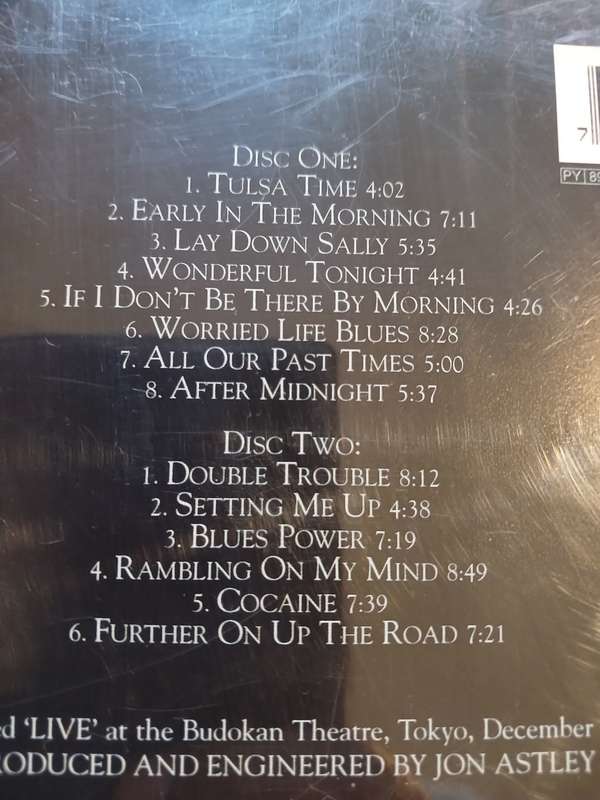 7
PY 89
DISC ONE:
1. TULSA TIME 4:02
2. EARLY IN THE MORNING 7:11
3. LAY DOWN SALLY 5:35
4. WONDERFUL TONIGHT 4:41
5. IF I DON'T BE THERE BY MORNING 4:26
6. WORRIED LIFE BLUES 8:28
7. ALL OUR PAST TIMES 5:00
8. AFTER MIDNIGHT 5:37
DISC TWO:
1. DOUBLE TROUBLE 8:12
2. SETTING ME UP 4:38
3. BLUES POWER 7:19
4. RAMBLING ON MY MIND 8:49
5. COCAINE 7:39
6. FURTHER ON UP THE ROAD 7:21
ed 'LIVE' at the Budokan Theatre, Tokyo, December
RODUCED AND ENGINEERED BY JON ASTLEY